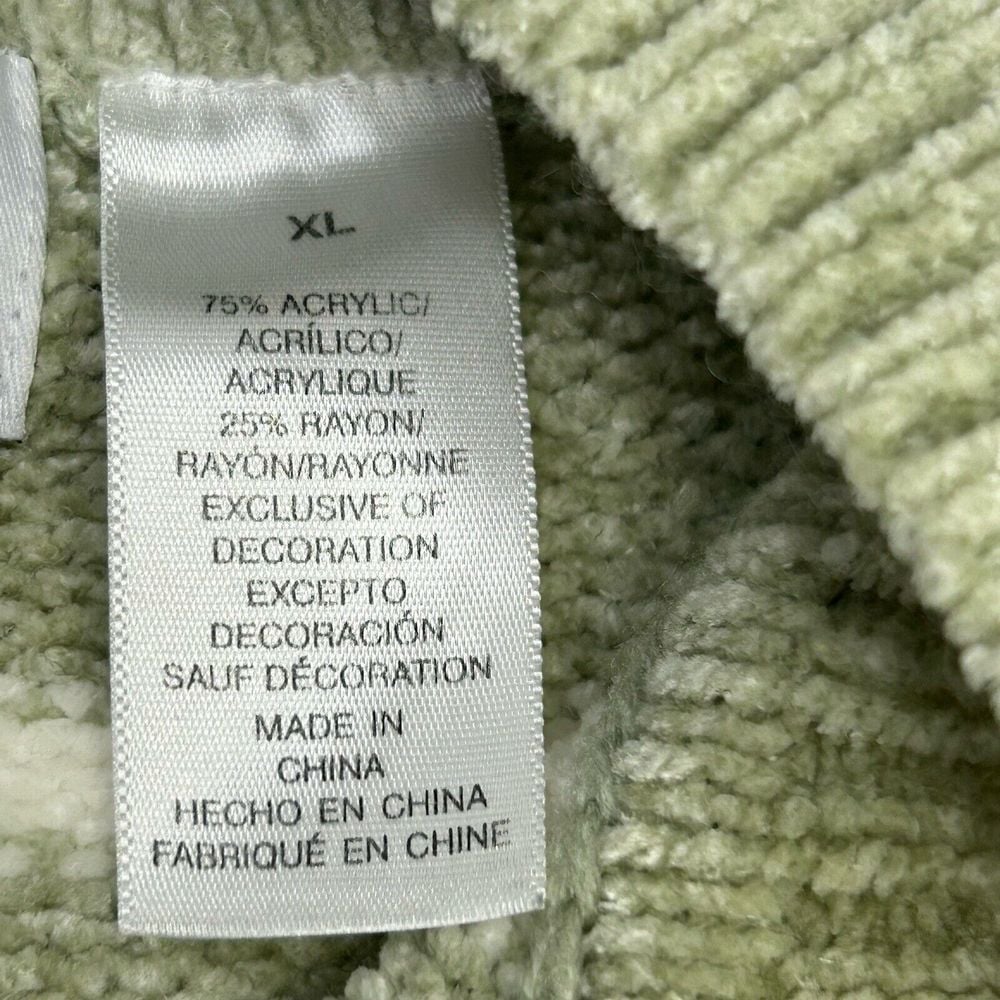 XL
75% ACRYLIC/
ACRÍLICO/
ACRYLIQUE
25% RAYON/
RAYÓN/RAYONNE
EXCLUSIVE OF
DECORATION
EXCEPTO
DECORACIÓN
SAUF DÉCORATION
MADE IN
CHINA
HECHO EN CHINA
FABRIQUÉ EN CHINE